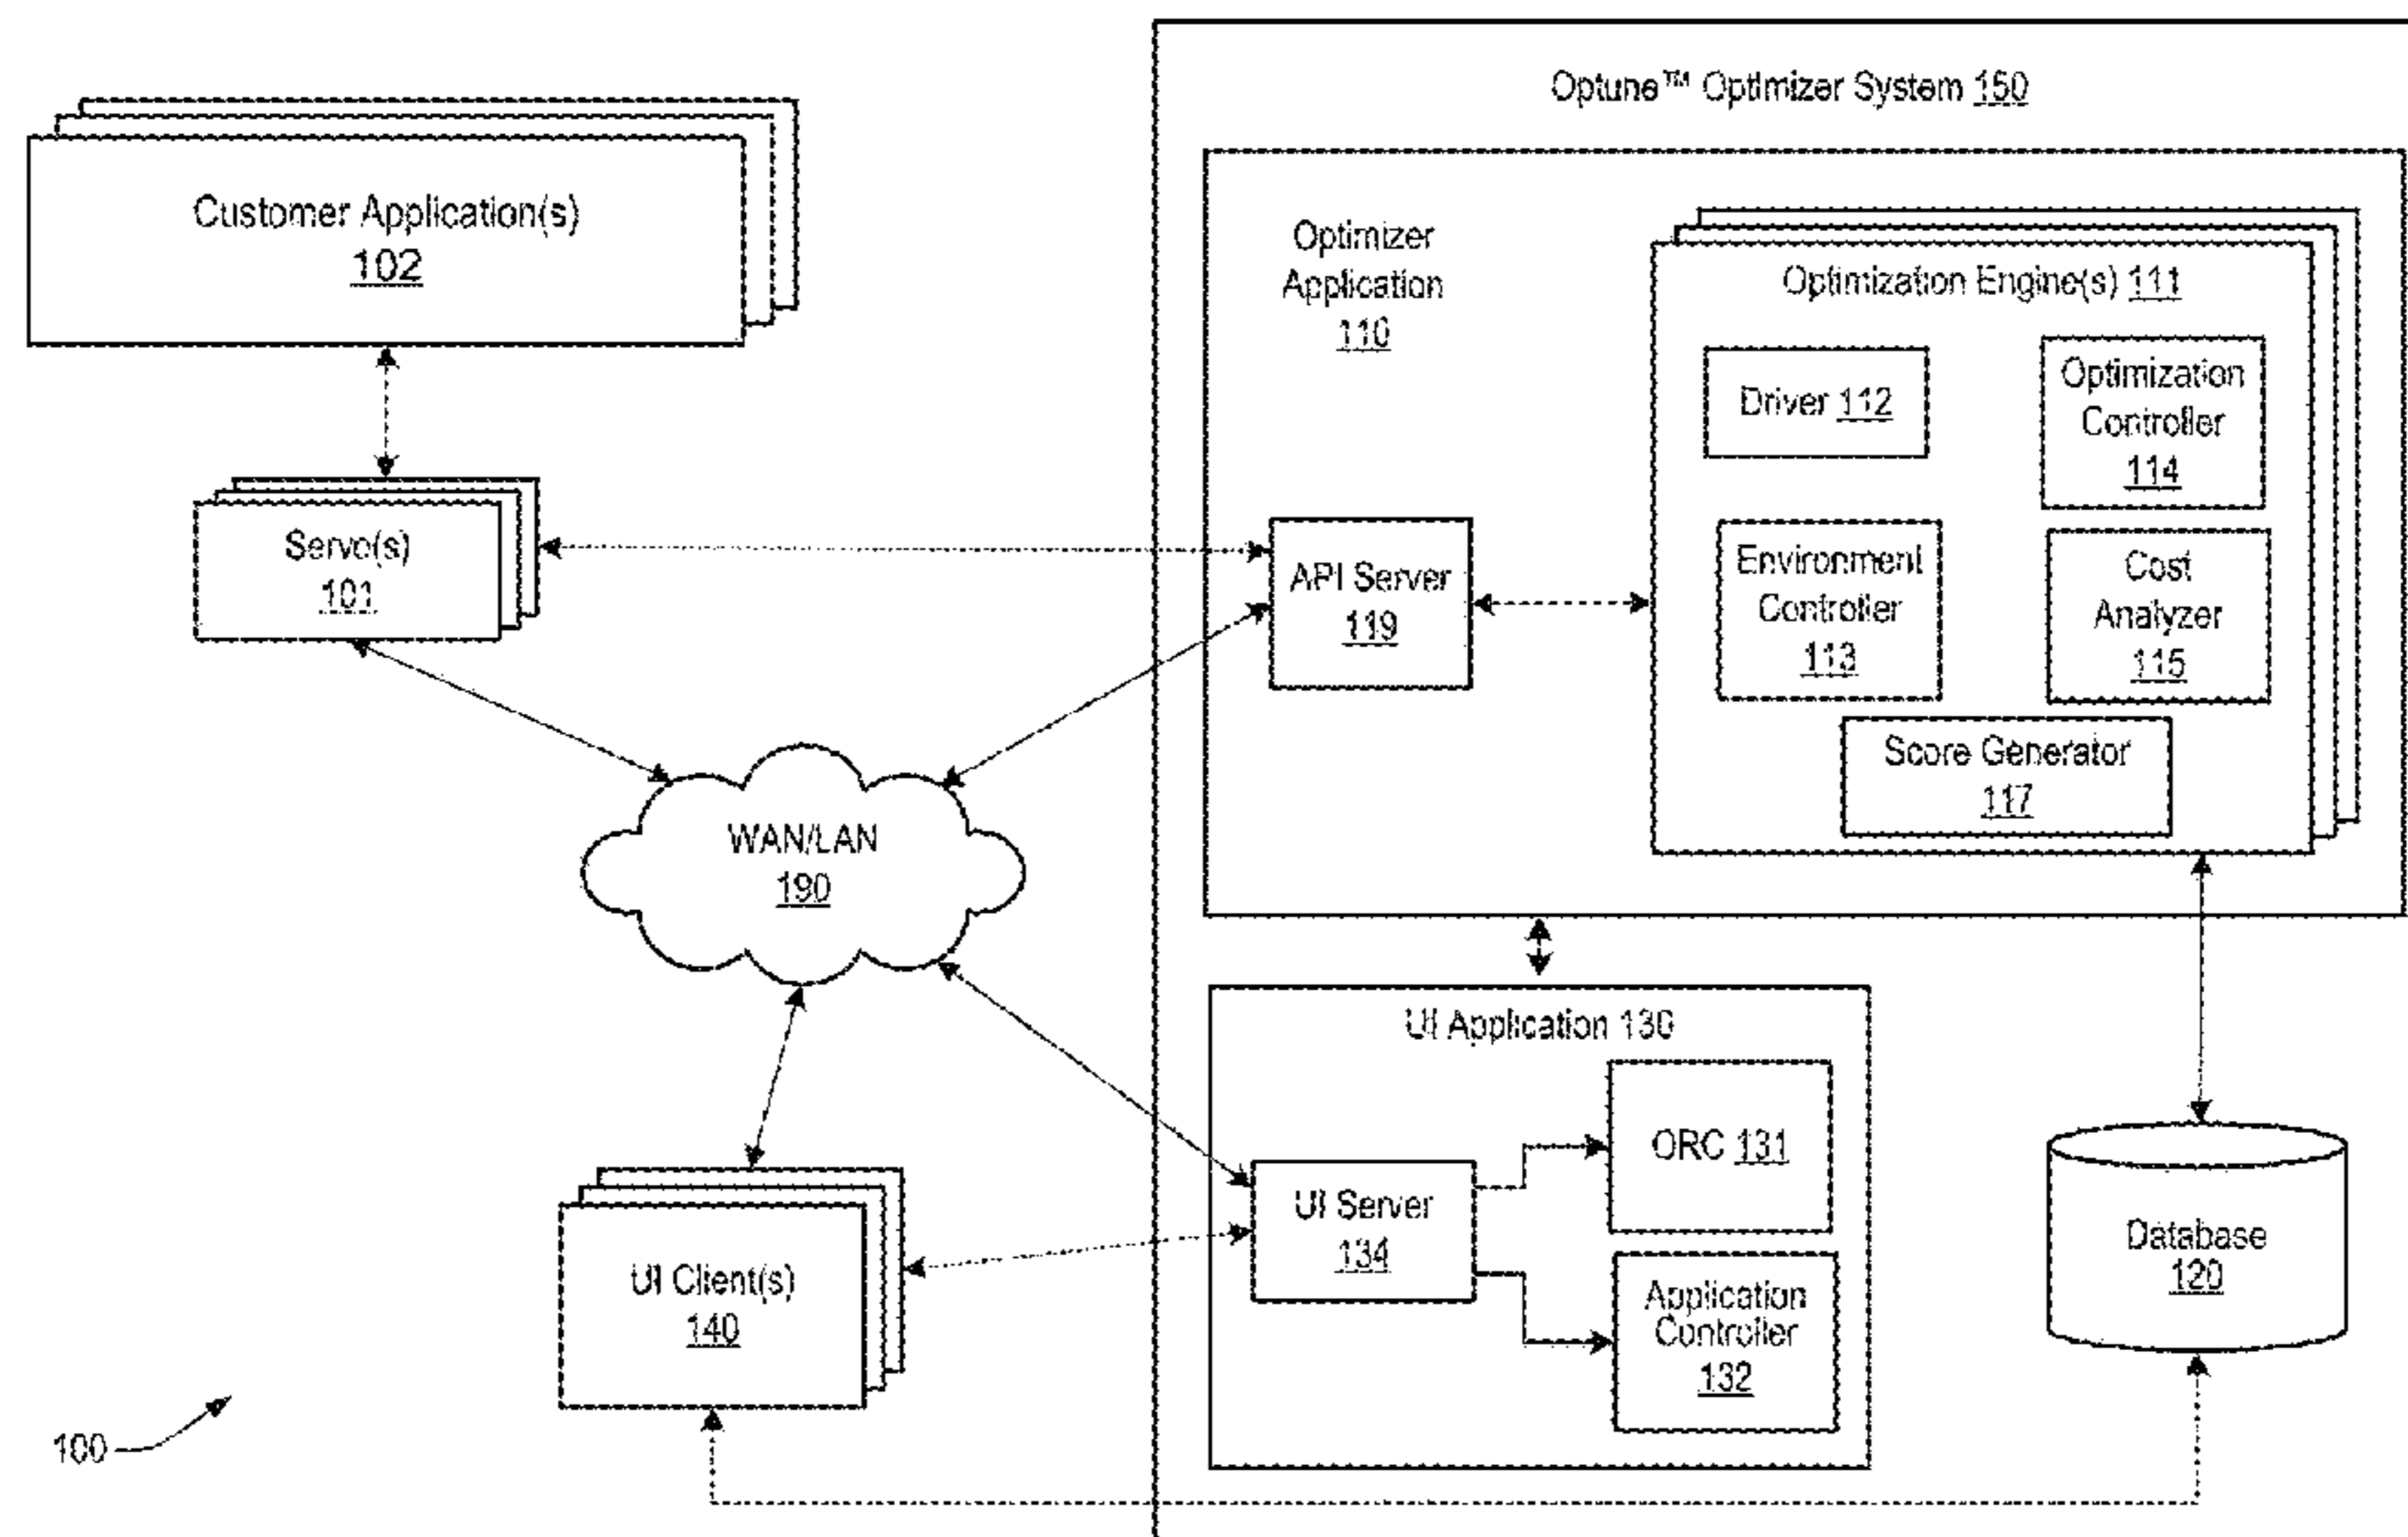 Optune™ Optimizer System 150
Customer Application(s)
102
Optimizer
Application
110
Optimization Engine(s) 111
Driver 112
Optimization
Controller
114
Servo(s)
101
API Server
119
Environment
Controller
113
Cost
Analyzer
115
Score Generator
117
WAN/LAN
190
UI Application 130
ORC 131
UI Server
134
Application
Controller
132
Database
120
UI Client(s)
140
100